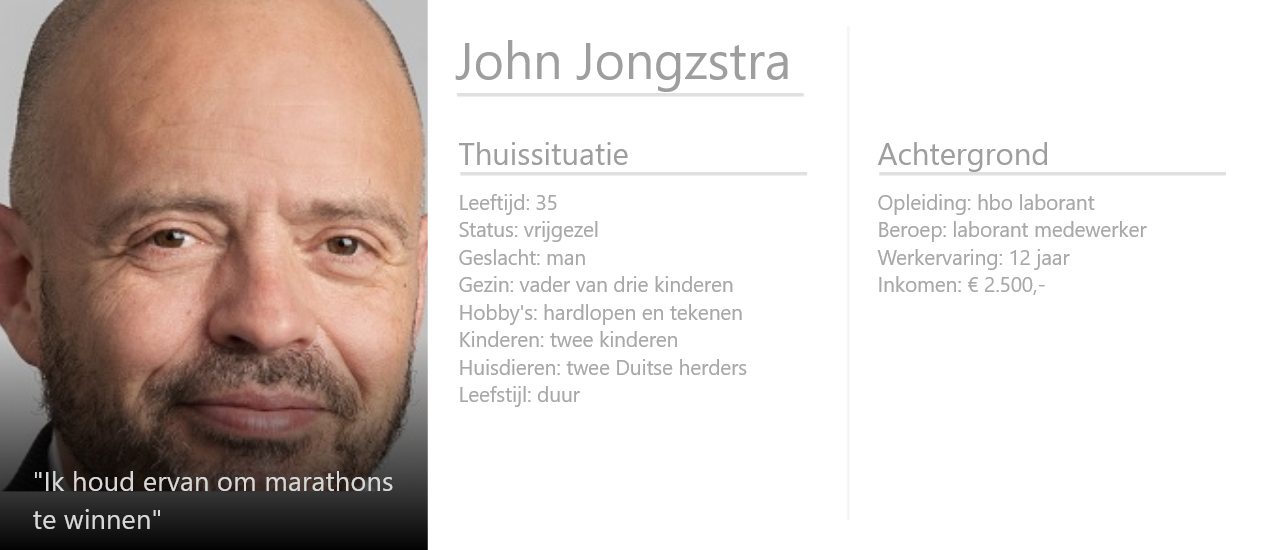 John Jongzstra
Thuissituatie
Leeftijd: 35
Status: vrijgezel
Geslacht: man
Gezin: vader van drie kinderen
Hobby's: hardlopen en tekenen
Kinderen: twee kinderen
Huisdieren: twee Duitse herders
Leefstijl: duur
Achtergrond
Opleiding: hbo laborant
Beroep: laborant medewerker
Werkervaring: 12 jaar
Inkomen: € 2.500,-
"Ik houd ervan om marathons
te winnen"